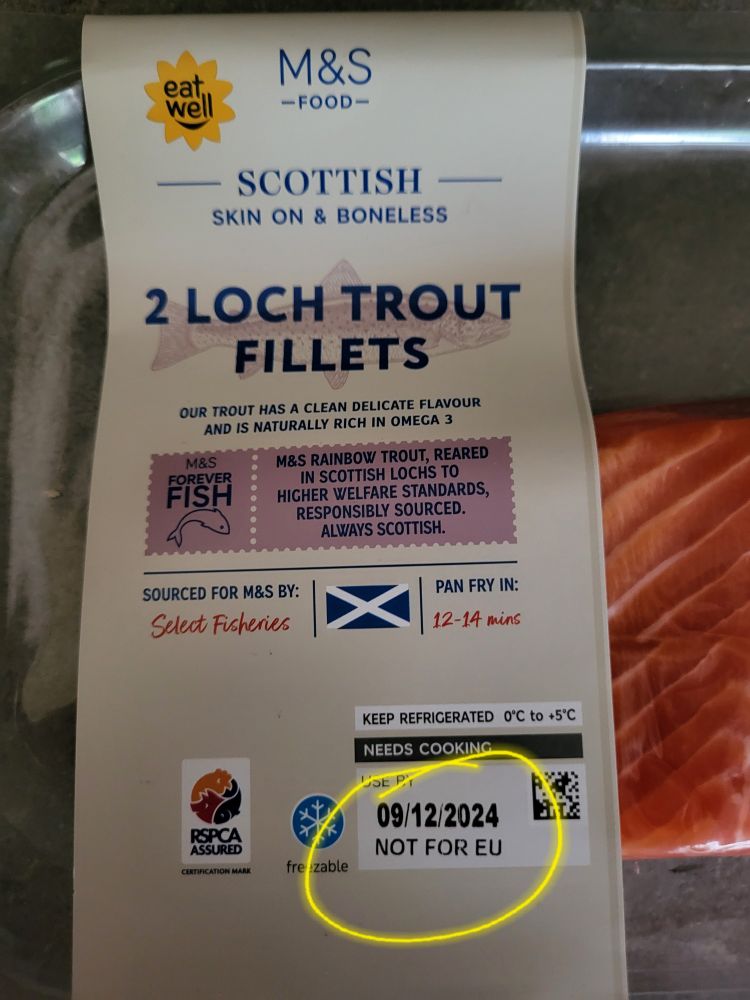 eat
well
M&S
—FOOD—
SCOTTISH
SKIN ON & BONELESS
2 LOCH TROUT
FILLETS
OUR TROUT HAS A CLEAN DELICATE FLAVOUR
AND IS NATURALLY RICH IN OMEGA 3
M&S
FOREVER
FISH
M&S RAINBOW TROUT, REARED
IN SCOTTISH LOCHS TO
HIGHER WELFARE STANDARDS,
RESPONSIBLY SOURCED.
ALWAYS SCOTTISH.
SOURCED FOR M&S BY:
Select Fisheries
PAN FRY IN:
12-14 mins
KEEP REFRIGERATED 0°C to +5°C
NEEDS COOKING
USE BY
09/12/2024
NOT FOR EU
RSPCA
ASSURED
CERTIFICATION MARK
freezable